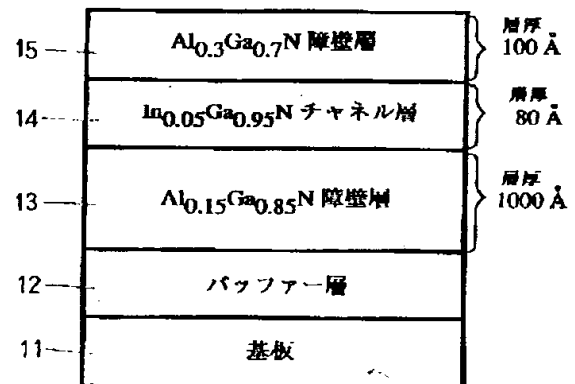 15 Al0.3Ga0.7N 障壁層 層厚 100 Å
14 In0.05Ga0.95N チャネル層 層厚 80 Å
13 Al0.15Ga0.85N 障壁層 層厚 1000 Å
12 バッファー層
11 基板